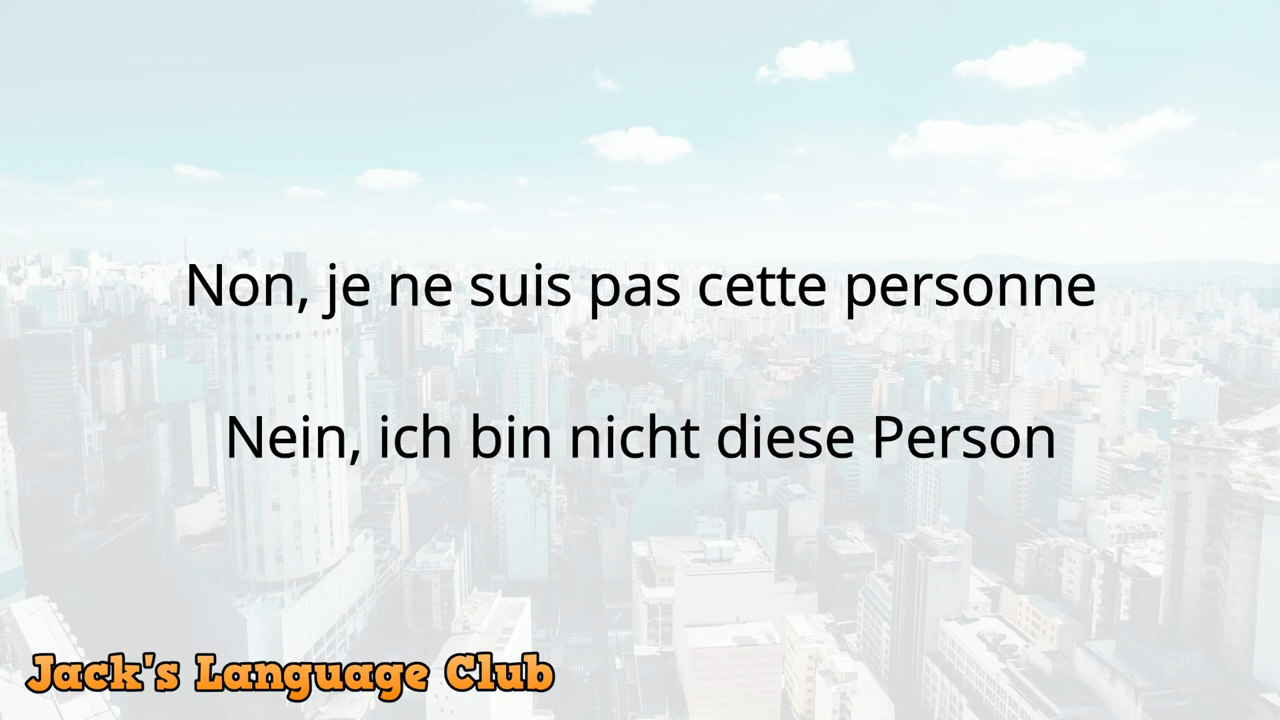 Non, je ne suis pas cette personne
Nein, ich bin nicht diese Person
Jack's Language Club